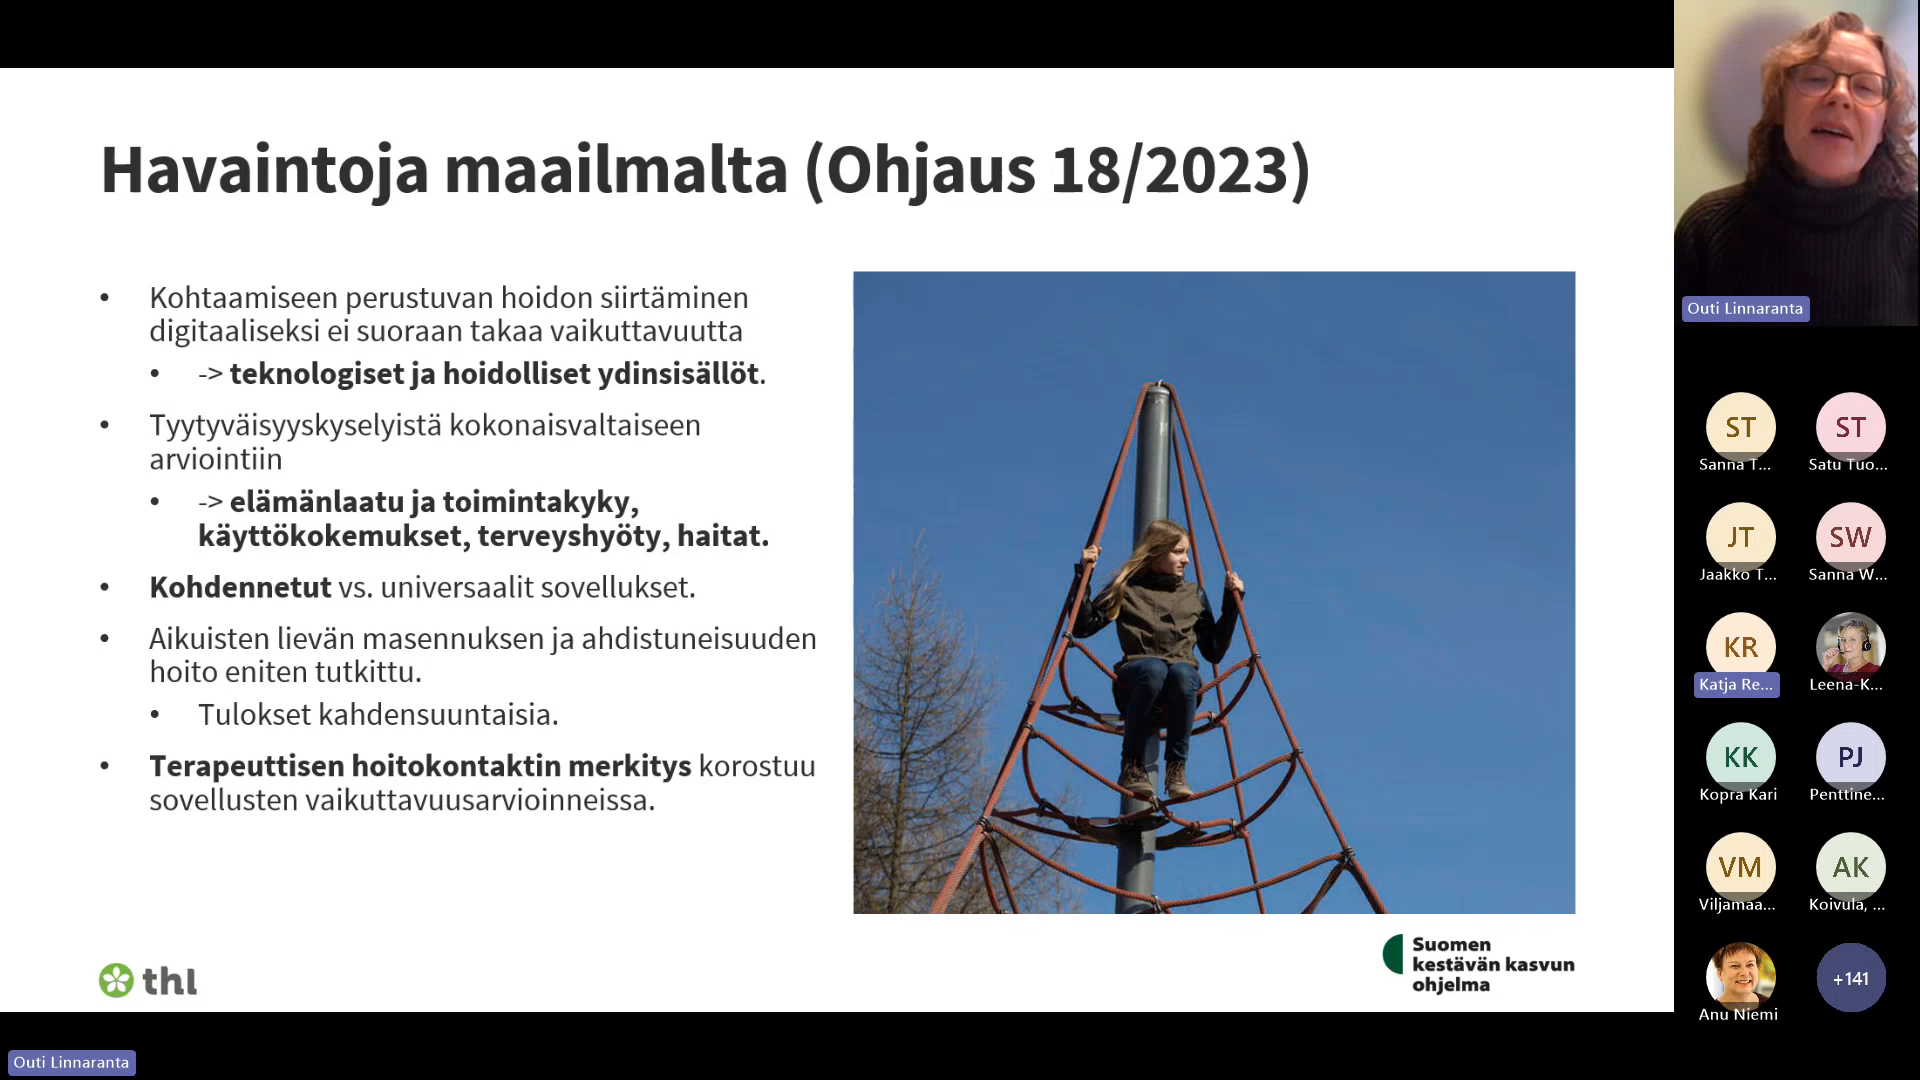 Havaintoja maailmalta (Ohjaus 18/2023)
• Kohtaamiseen perustuvan hoidon siirtäminen
digitaaliseksi ei suoraan takaa vaikuttavuutta
• -> teknologiset ja hoidolliset ydinsisällöt.
• Tyytyväisyyskyselyistä kokonaisvaltaiseen
arviointiin
• -> elämänlaatu ja toimintakyky,
käyttökokemukset, terveyshyöty, haitat.
• Kohdennetut vs. universaalit sovellukset.
• Aikuisten lievän masennuksen ja ahdistuneisuuden
hoito eniten tutkittu.
• Tulokset kahdensuuntaisia.
• Terapeuttisen hoitokontaktin merkitys korostuu
sovellusten vaikuttavuusarvioinneissa.
thl
Suomen
kestävän kasvun
ohjelma
Outi Linnaranta
Outi Linnaranta
ST
Sanna T...
ST
Satu Tuo...
JT
Jaakko T...
SW
Sanna W...
KR
Katja Re...
Leena-K...
KK
Kopra Kari
PJ
Penttine...
VM
Viljamaa...
AK
Koivula, ...
Anu Niemi
+141